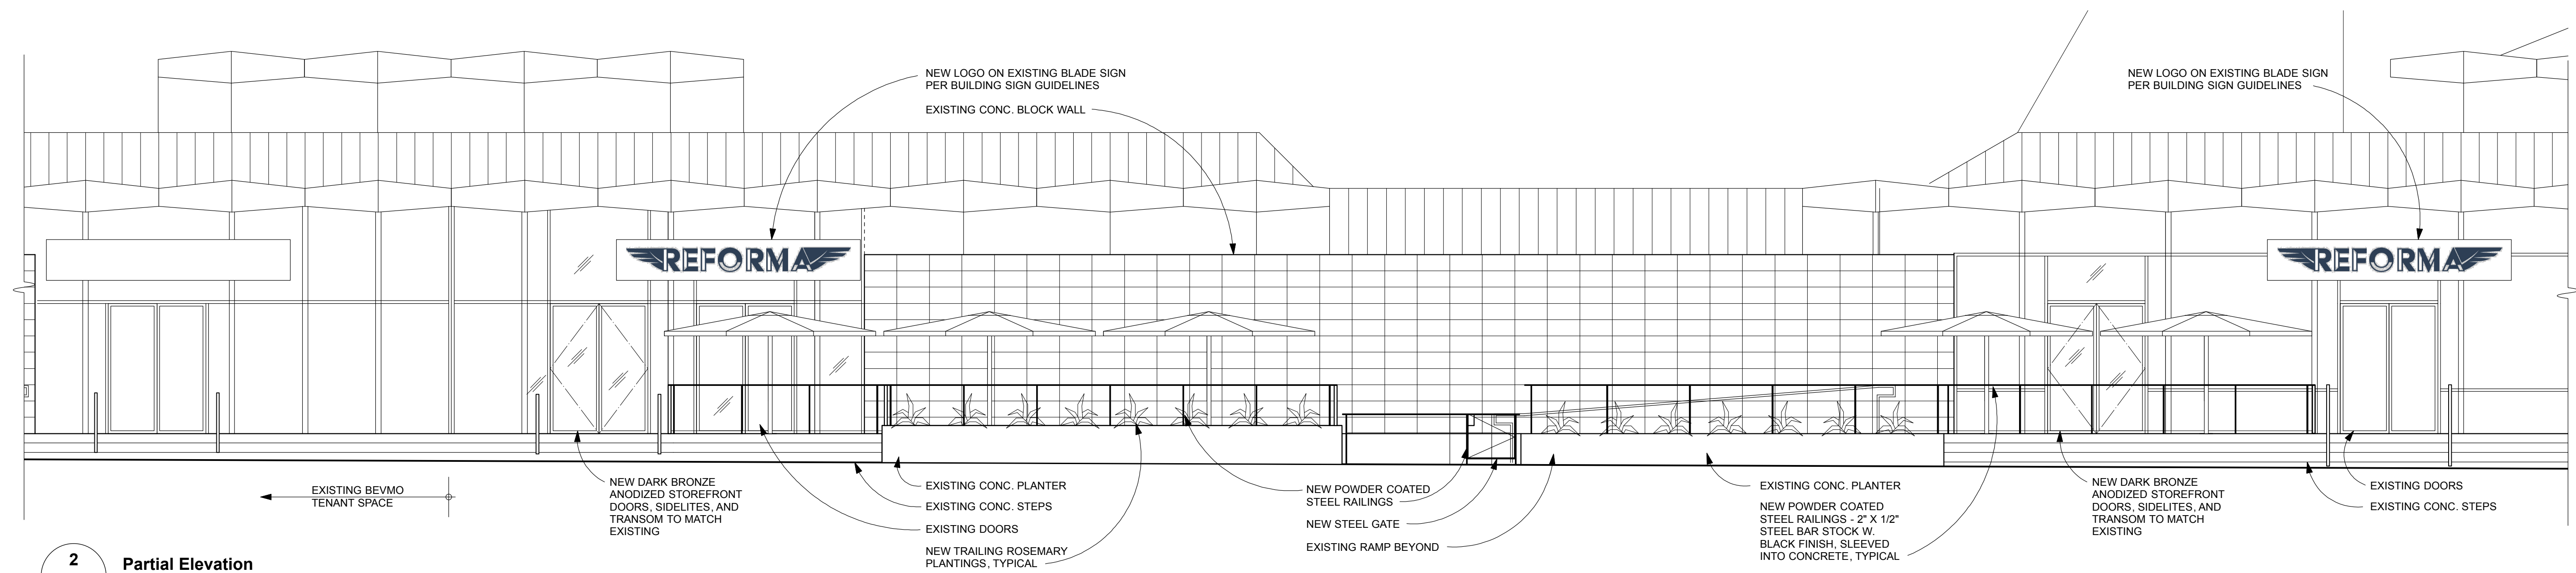 NEW LOGO ON EXISTING BLADE SIGN
PER BUILDING SIGN GUIDELINES
EXISTING CONC. BLOCK WALL
NEW LOGO ON EXISTING BLADE SIGN
PER BUILDING SIGN GUIDELINES
REFORMA
REFORMA
EXISTING BEVMO
TENANT SPACE
NEW DARK BRONZE
ANODIZED STOREFRONT
DOORS, SIDELITES, AND
TRANSOM TO MATCH
EXISTING
EXISTING CONC. PLANTER
EXISTING CONC. STEPS
EXISTING DOORS
NEW TRAILING ROSEMARY
PLANTINGS, TYPICAL
NEW POWDER COATED
STEEL RAILINGS
NEW STEEL GATE
EXISTING RAMP BEYOND
EXISTING CONC. PLANTER
NEW POWDER COATED
STEEL RAILINGS - 2" X 1/2"
STEEL BAR STOCK W.
BLACK FINISH, SLEEVED
INTO CONCRETE, TYPICAL
NEW DARK BRONZE
ANODIZED STOREFRONT
DOORS, SIDELITES, AND
TRANSOM TO MATCH
EXISTING
EXISTING DOORS
EXISTING CONC. STEPS
2
Partial Elevation